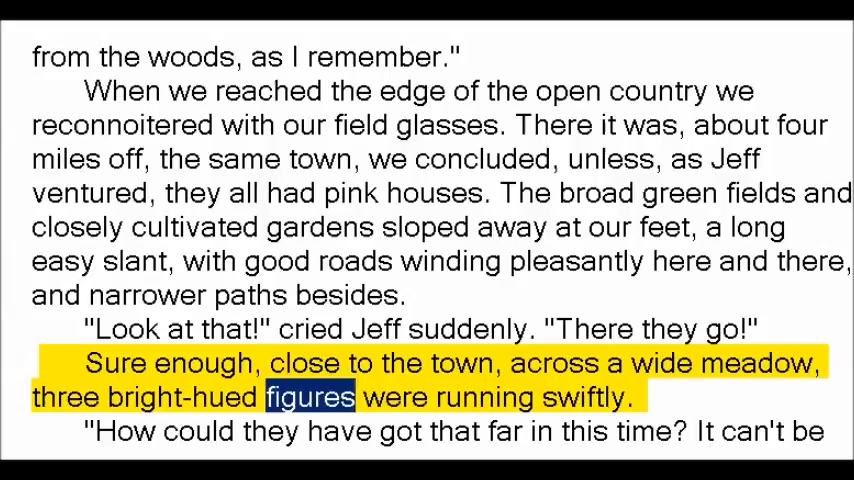 from the woods, as I remember."
When we reached the edge of the open country we
reconnoitered with our field glasses. There it was, about four
miles off, the same town, we concluded, unless, as Jeff
ventured, they all had pink houses. The broad green fields and
closely cultivated gardens sloped away at our feet, a long
easy slant, with good roads winding pleasantly here and there,
and narrower paths besides.
"Look at that!" cried Jeff suddenly. "There they go!"
Sure enough, close to the town, across a wide meadow,
three bright-hued figures were running swiftly.
"How could they have got that far in this time? It can't be